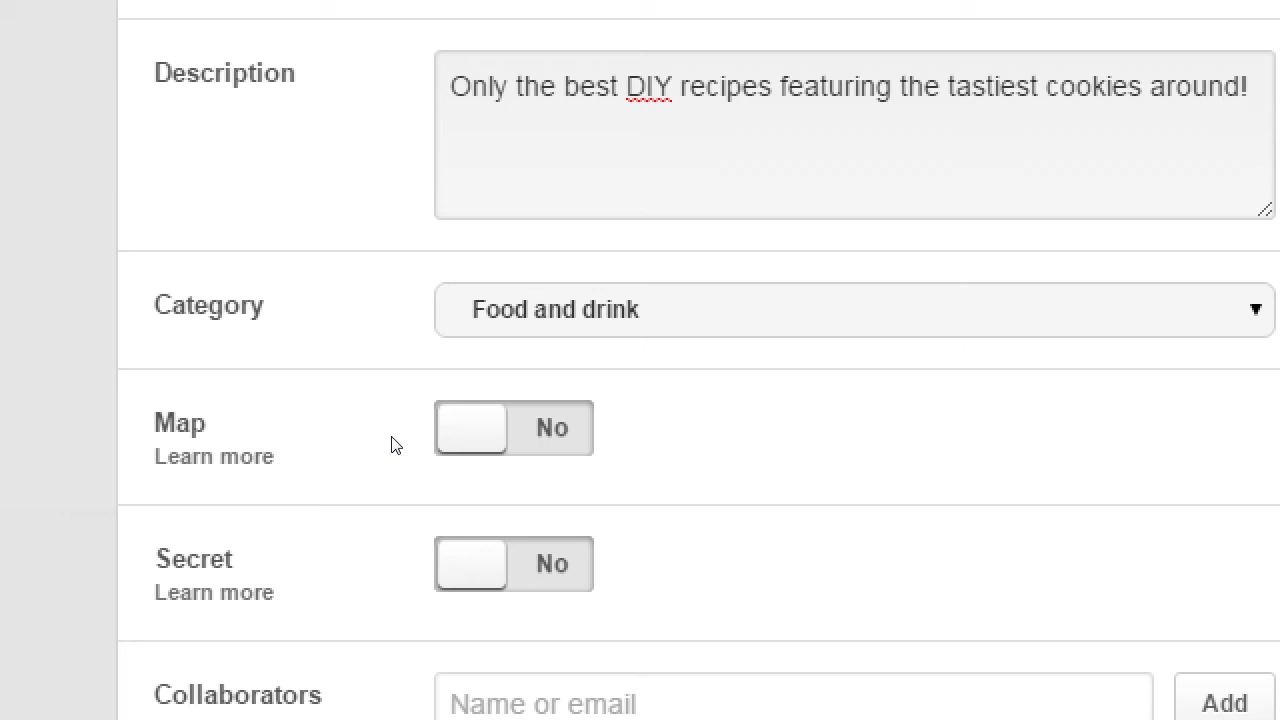 Description
Only the best DIY recipes featuring the tastiest cookies around!
Category
Food and drink
Map
Learn more
No
Secret
Learn more
No
Collaborators
Name or email
Add